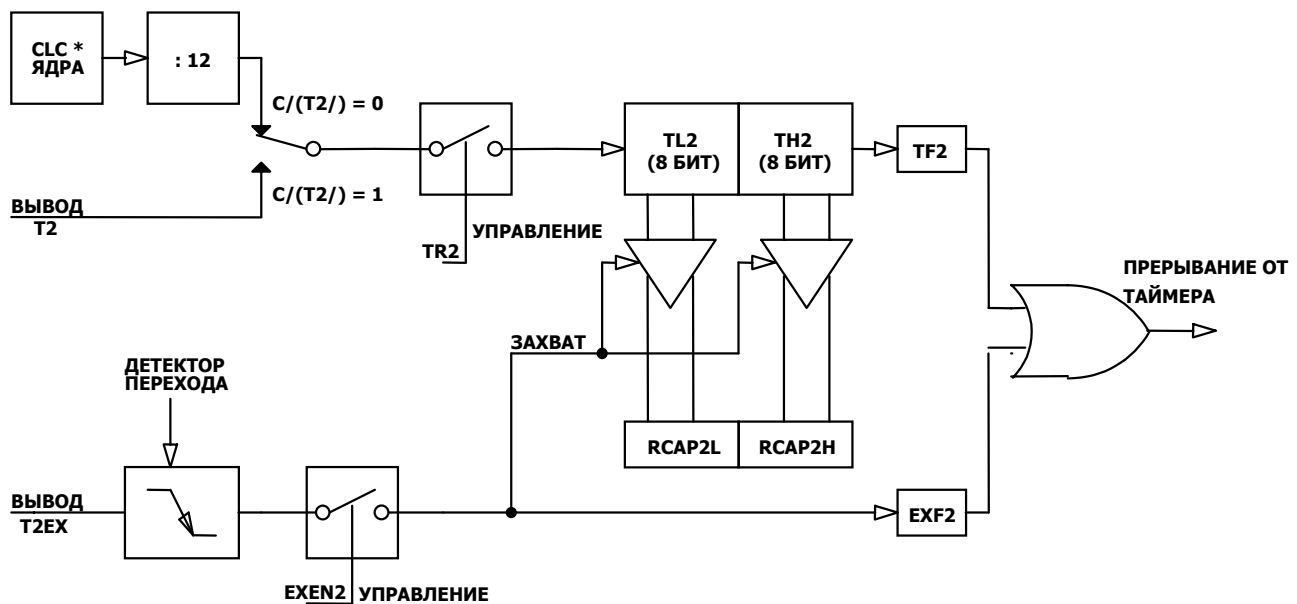 CLC *
ЯДРА
: 12
C/(T2/) = 0
TL2
(8 БИТ)
TH2
(8 БИТ)
TF2
ВЫВОД
T2
C/(T2/) = 1
УПРАВЛЕНИЕ
TR2
ПРЕРЫВАНИЕ ОТ
ТАЙМЕРА
ЗАХВАТ
ДЕТЕКТОР
ПЕРЕХОДА
RCAP2L
RCAP2H
ВЫВОД
T2EX
EXF2
EXEN2
УПРАВЛЕНИЕ